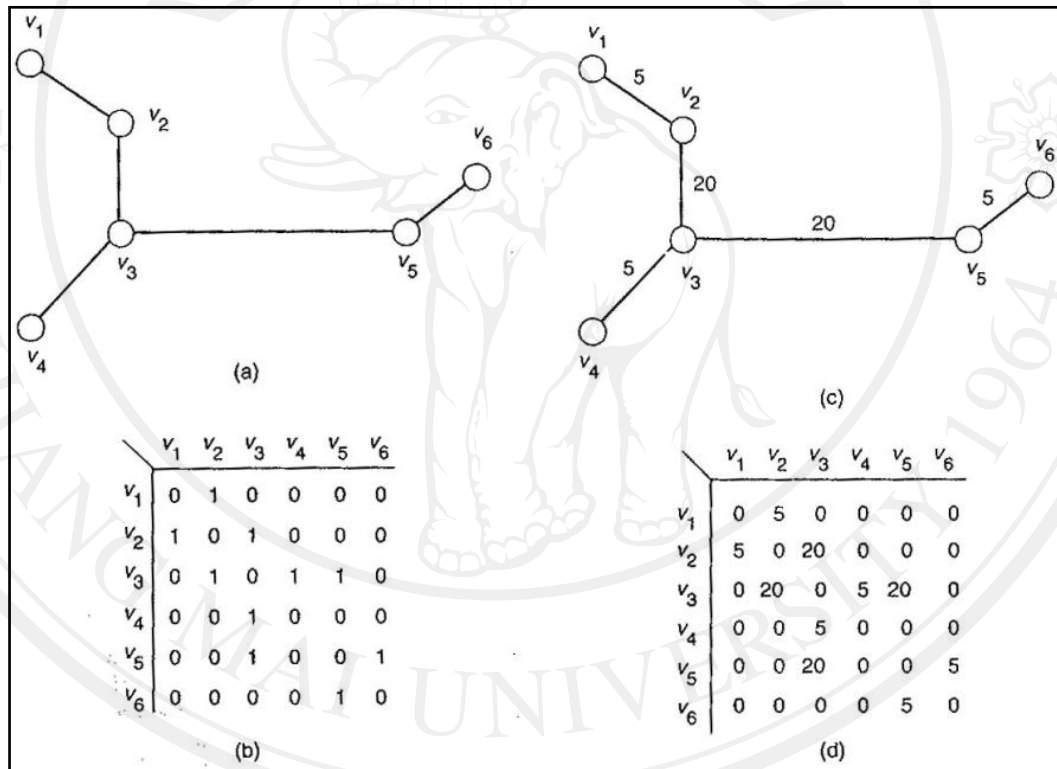 v1
v2
v3
v4
v5
v6
(a)
v1 v2 v3 v4 v5 v6
v1 0 1 0 0 0 0
v2 1 0 1 0 0 0
v3 0 1 0 1 1 0
v4 0 0 1 0 0 0
v5 0 0 1 0 0 1
v6 0 0 0 0 1 0
(b)
v1
5
v2
20
v3
5
v4
20
v5
5
v6
(c)
v1 v2 v3 v4 v5 v6
v1 0 5 0 0 0 0
v2 5 0 20 0 0 0
v3 0 20 0 5 20 0
v4 0 0 5 0 0 0
v5 0 0 20 0 0 5
v6 0 0 0 0 5 0
(d)
ANG MAI UNIVERSITY 1964